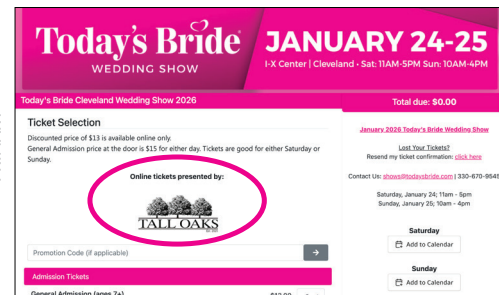 Today's Bride
WEDDING SHOW
JANUARY 24-25
I-X Center | Cleveland • Sat: 11AM-5PM Sun: 10AM-4PM
Today's Bride Cleveland Wedding Show 2026
Ticket Selection
Discounted price of $13 is available online only.
General Admission price at the door is $15 for either day. Tickets are good for either Saturday or
Sunday.
Online tickets presented by:
TALL OAKS
Promotion Code (if applicable)
Admission Tickets
General Admission (ages 7+)
Total due: $0.00
January 2026 Today's Bride Wedding Show
Lost Your Tickets?
Resend my ticket confirmation: click here
Contact Us: shows@todaysbride.com | 330-670-9545
Saturday, January 24; 11am - 5pm
Sunday, January 25; 10am - 4pm
Saturday
Add to Calendar
Sunday
Add to Calendar